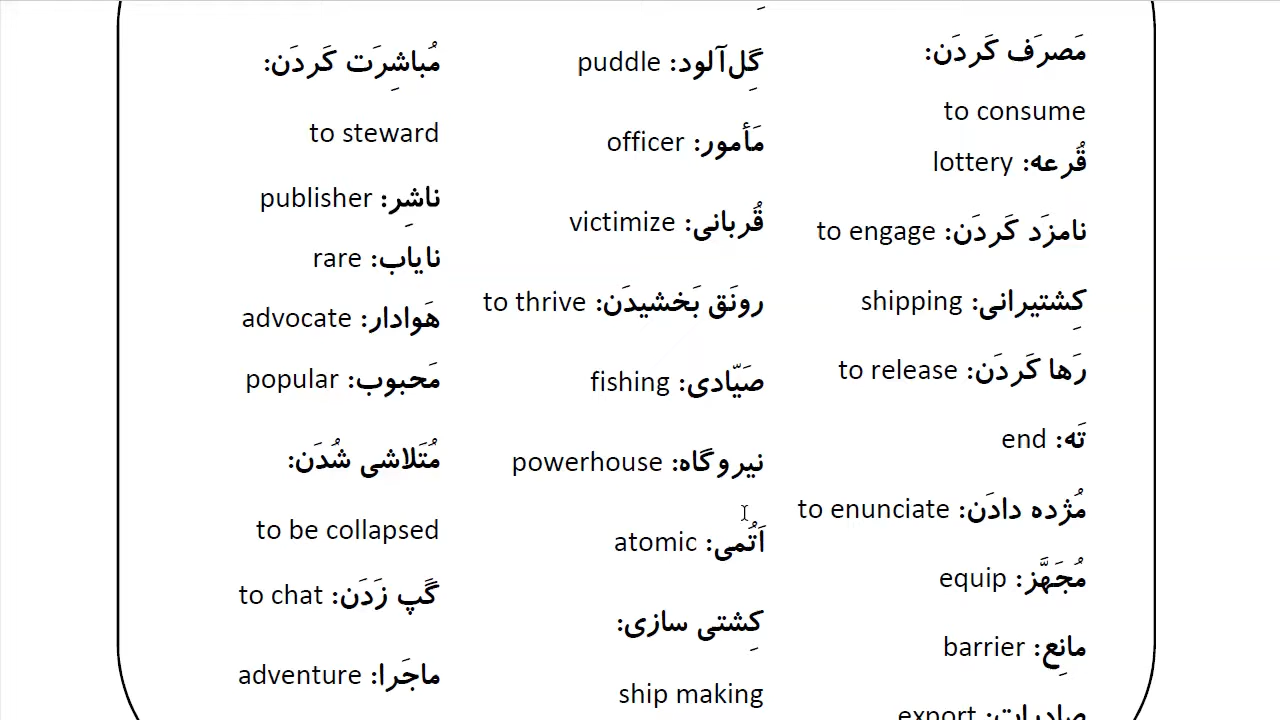 مَصرَف کَردَن:
to consume
قُرعه: lottery
نامزَد کَردَن: to engage
کِشتیرانی: shipping
رَها کَردَن: to release
تَه: end
مُژده دادَن: to enunciate
مُجَهَّز: equip
مانِع: barrier
صادرات: export
گِل‌آلود: puddle
مَأمور: officer
قُربانی: victimize
رونَق بَخشیدَن: to thrive
صَیّادی: fishing
نیروگاه: powerhouse
اَتُمی: atomic
کِشتی سازی:
ship making
مُباشِرَت کَردَن:
to steward
ناشِر: publisher
نایاب: rare
هَوادار: advocate
مَحبوب: popular
مُتَلاشی شُدَن:
to be collapsed
گَپ زَدَن: to chat
ماجَرا: adventure